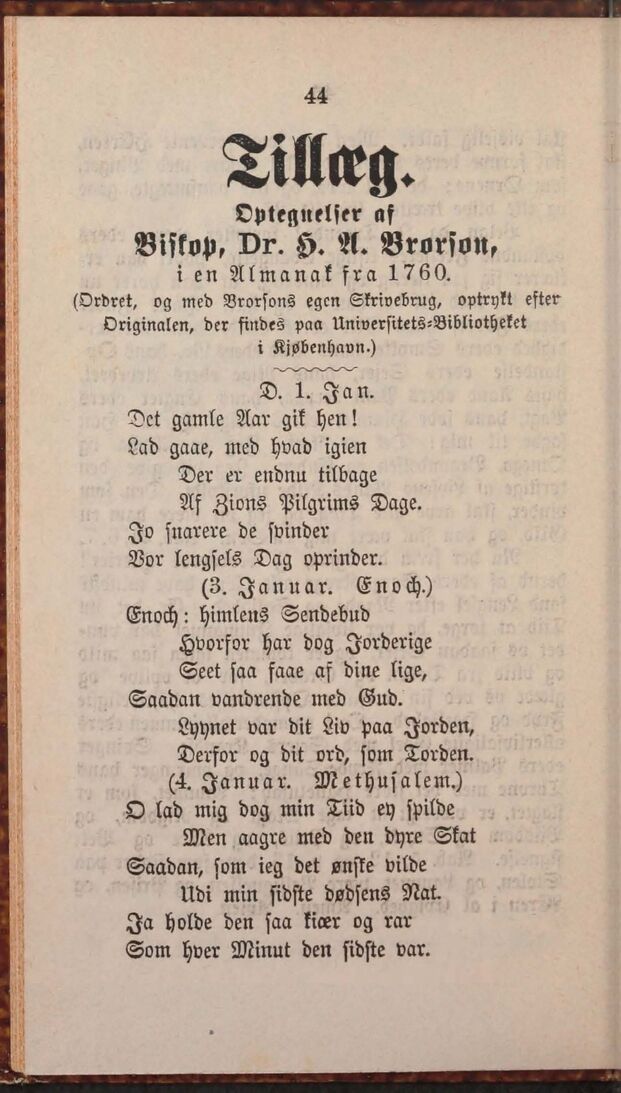 44
Tillæg.
Optegnelser af
Biskop, Dr. H. A. Brorson,
i en Almanak fra 1760.
(Ordret, og med Brorsons egen Skrivebrug, optrykt efter
Originalen, der findes paa Universitets-Bibliotheket
i Kjøbenhavn.)
D. 1. Jan.
Det gamle Aar gik hen!
Lad gaae, med hvad igien
Der er endnu tilbage
Af Zions Pilgrims Dage.
Jo snarere de svinder
Vor lengsels Dag oprinder.
(3. Januar. Enoch.)
Enoch: himlens Sendebud
Hvorfor har dog Jorderige
Seet saa faae af dine lige,
Saadan vandrende med Gud.
Lyynet var dit Liv paa Jorden,
Derfor og dit ord, som Torden.
(4. Januar. Methusalem.)
O lad mig dog min Tiid ey spilde
Men aagre med den dyre Skat
Saadan, som ieg det ønske vilde
Udi min sidste dødsens Nat.
Ja holde den saa kiær og rar
Som hver Minut den sidste var.